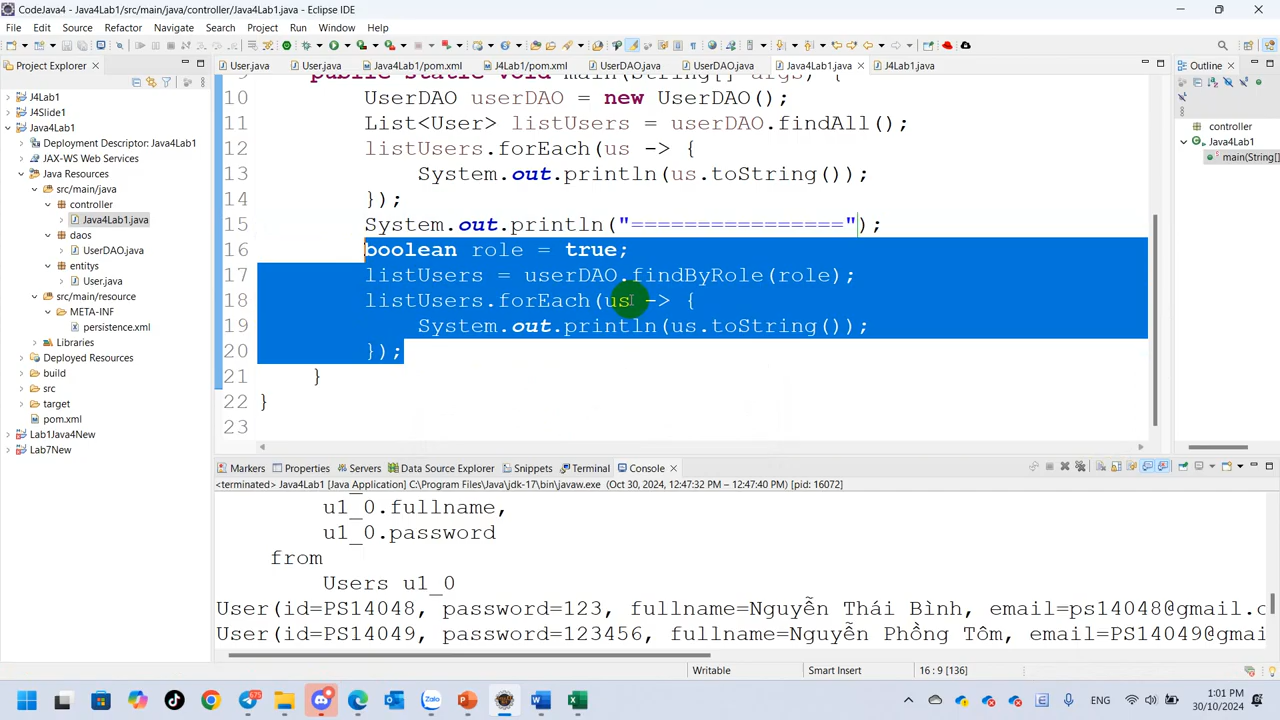 CodeJava4 - Java4Lab1/src/main/java/controller/Java4Lab1.java - Eclipse IDE
File Edit Source Refactor Navigate Search Project Run Window Help
Project Explorer
User.java User.java Java4Lab1/pom.xml J4Lab1/pom.xml UserDAO.java UserDAO.java Java4Lab1.java J4Lab1.java
Outline
J4Lab1
J4Slide1
Java4Lab1
Deployment Descriptor: Java4Lab1
JAX-WS Web Services
Java Resources
src/main/java
controller
Java4Lab1.java
daos
UserDAO.java
entitys
User.java
src/main/resource
META-INF
persistence.xml
Libraries
Deployed Resources
build
src
target
pom.xml
Lab1Java4New
Lab7New
9 public static void main(String[] args) {
10 UserDAO userDAO = new UserDAO();
11 List<User> listUsers = userDAO.findAll();
12 listUsers.forEach(us -> {
13 System.out.println(us.toString());
14 });
15 System.out.println("================");
16 boolean role = true;
17 listUsers = userDAO.findByRole(role);
18 listUsers.forEach(us -> {
19 System.out.println(us.toString());
20 });
21 }
22 }
23
controller
Java4Lab1
main(String[]
Markers Properties Servers Data Source Explorer Snippets Terminal Console
<terminated> Java4Lab1 [Java Application] C:\Program Files\Java\jdk-17\bin\javaw.exe (Oct 30, 2024, 12:47:32 PM – 12:47:40 PM) [pid: 16072]
u1_0.fullname,
u1_0.password
from
Users u1_0
User(id=PS14048, password=123, fullname=Nguyễn Thái Bình, email=ps14048@gmail.c
User(id=PS14049, password=123456, fullname=Nguyễn Phồng Tôm, email=PS14049@gmai
Writable Smart Insert 16 : 9 [136]
ENG
1:01 PM
30/10/2024